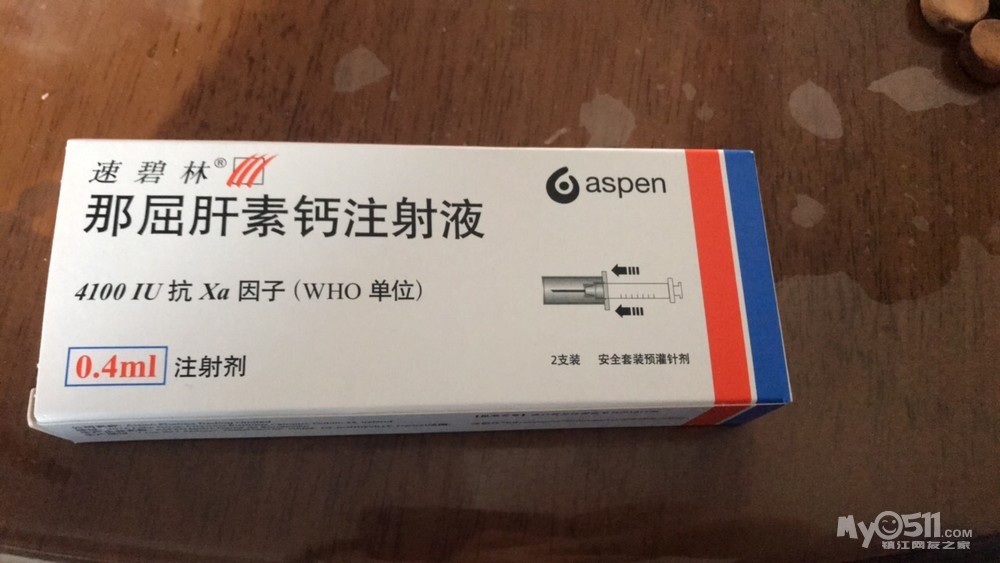 速碧林®
那屈肝素钙注射液
aspen
4100 IU 抗 Xa 因子 (WHO 单位)
0.4ml 注射剂
2支装 安全套装预灌针剂
My0511.COM
镇江网友之家